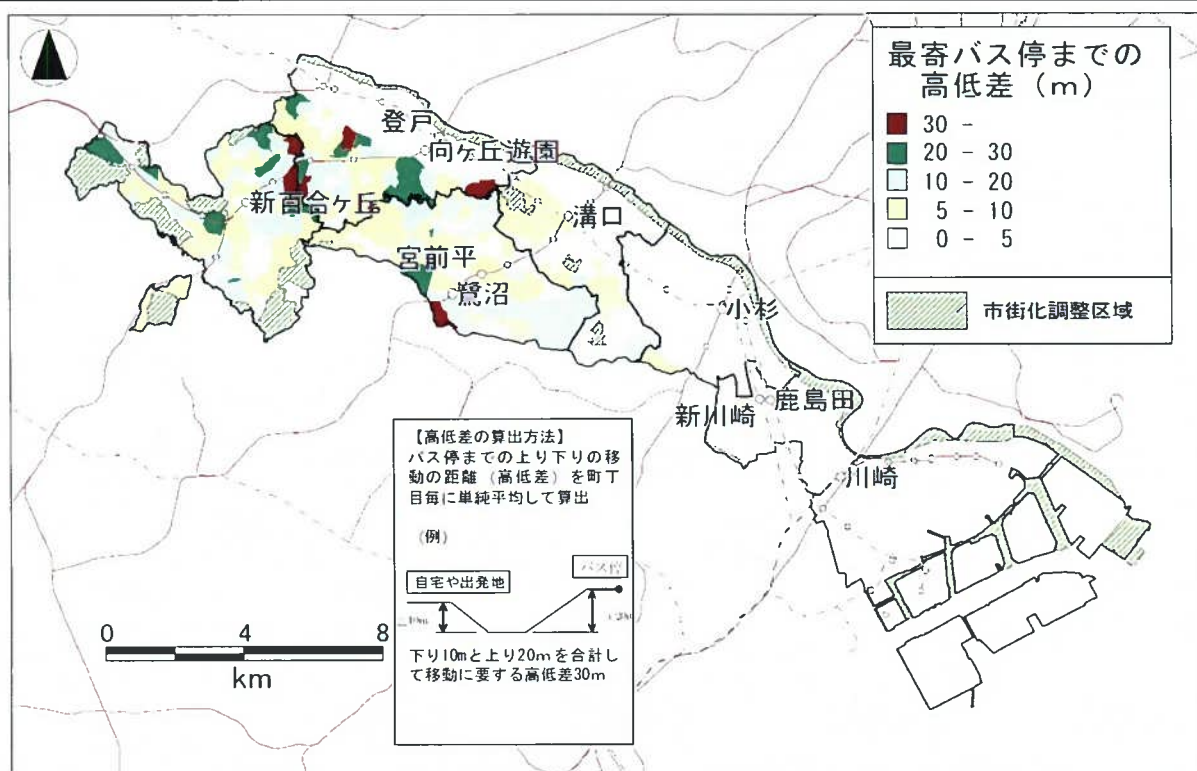 最寄バス停までの
高低差（m）
30 -
20 - 30
10 - 20
5 - 10
0 - 5
市街化調整区域
登戸
向ヶ丘遊園
新百合ヶ丘
溝口
宮前平
鷺沼
小杉
鹿島田
新川崎
川崎
【高低差の算出方法】
バス停までの上り下りの移
動の距離（高低差）を町丁
目毎に単純平均して算出
（例）
バス停
自宅や出発地
下り10mと上り20mを合計し
て移動に要する高低差30m
0 4 8
km